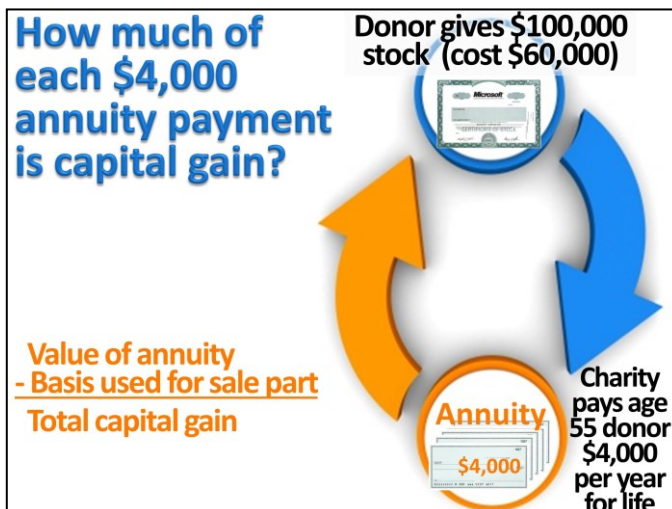 How much of
each $4,000
annuity payment
is capital gain?
Donor gives $100,000
stock (cost $60,000)
Microsoft
Value of annuity
- Basis used for sale part
Total capital gain
Annuity
$4,000
Charity
pays age
55 donor
$4,000
per year
for life